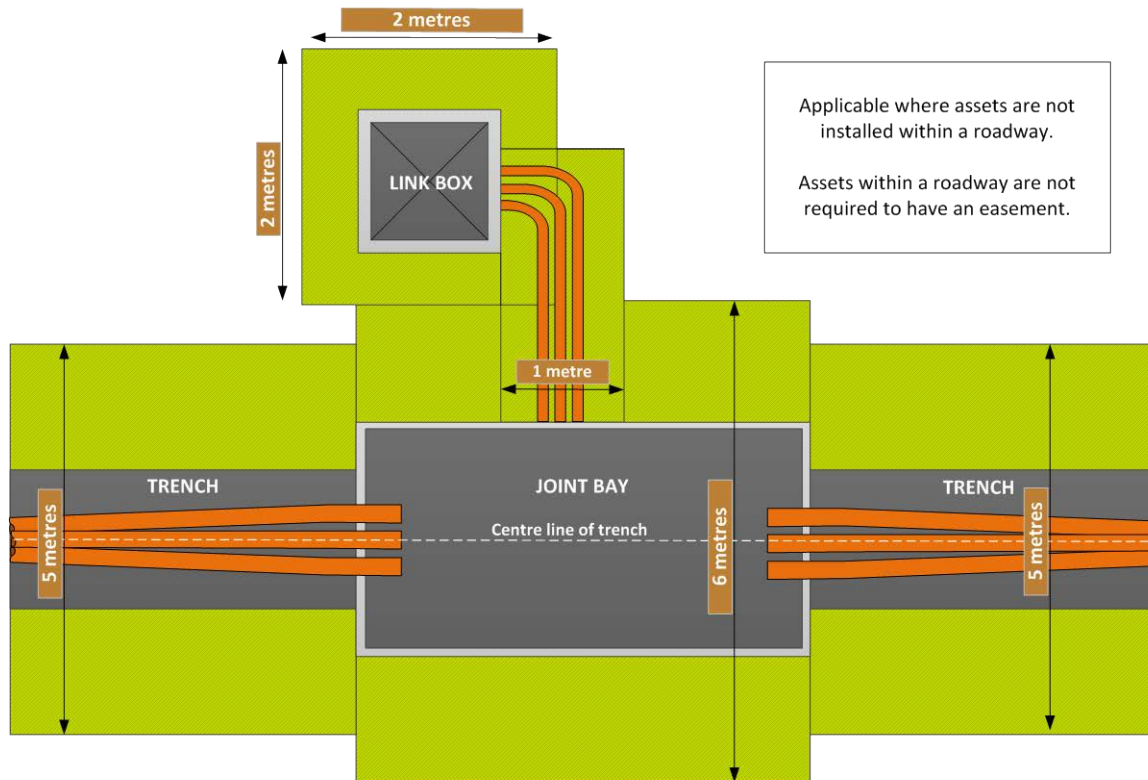 2 metres
2 metres
LINK BOX
Applicable where assets are not
installed within a roadway.
Assets within a roadway are not
required to have an easement.
1 metre
TRENCH
JOINT BAY
TRENCH
Centre line of trench
5 metres
6 metres
5 metres